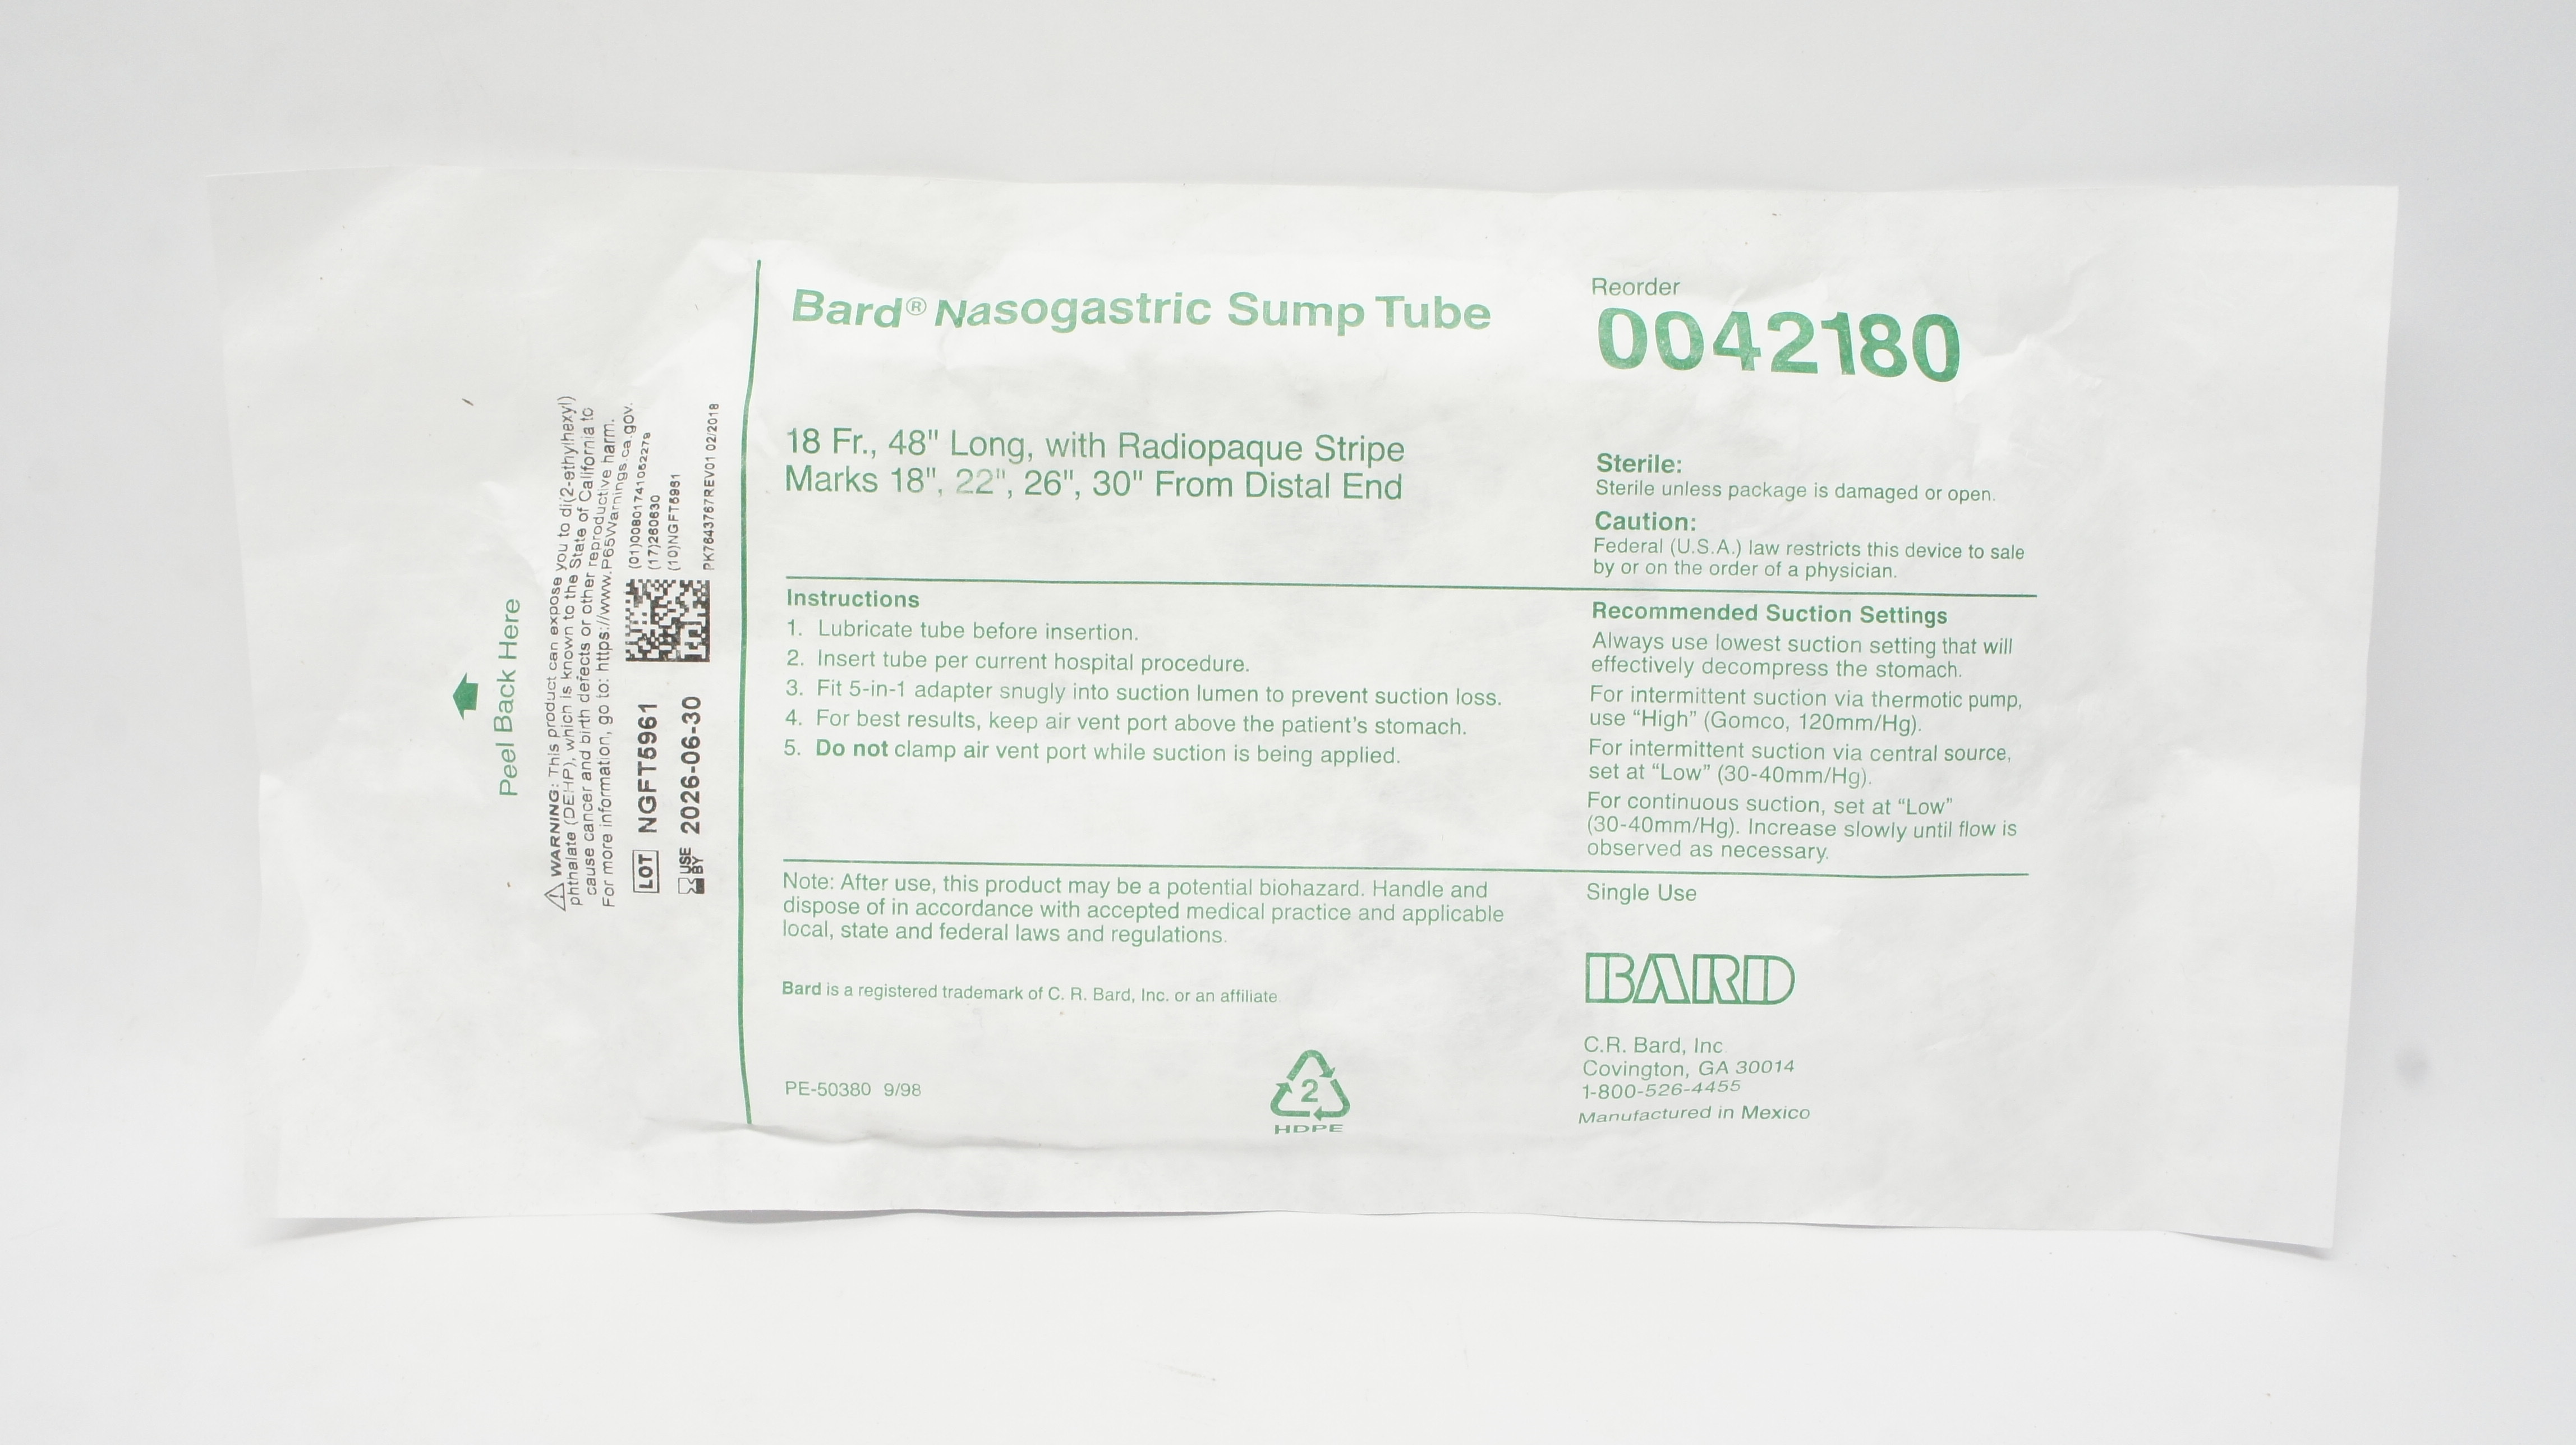 Peel Back Here
WARNING: This product can expose you to di(2-ethylhexyl)
phthalate (DEHP), which is known to the State of California to
cause cancer and birth defects or other reproductive harm.
For more information, go to: https://www.P65Warnings.ca.gov.
LOT NGFT5961
(01)00801741052279
(17)260630
(10)NGFT5961
USE
BY 2026-06-30
PK7643767REV01 02/2018
Bard® Nasogastric Sump Tube
18 Fr., 48" Long, with Radiopaque Stripe
Marks 18", 22", 26", 30" From Distal End
Reorder
0042180
Sterile:
Sterile unless package is damaged or open.
Caution:
Federal (U.S.A.) law restricts this device to sale
by or on the order of a physician.
Instructions
1. Lubricate tube before insertion.
2. Insert tube per current hospital procedure.
3. Fit 5-in-1 adapter snugly into suction lumen to prevent suction loss.
4. For best results, keep air vent port above the patient's stomach.
5. Do not clamp air vent port while suction is being applied.
Recommended Suction Settings
Always use lowest suction setting that will
effectively decompress the stomach.
For intermittent suction via thermotic pump,
use “High” (Gomco, 120mm/Hg).
For intermittent suction via central source,
set at “Low” (30-40mm/Hg).
For continuous suction, set at “Low”
(30-40mm/Hg). Increase slowly until flow is
observed as necessary.
Note: After use, this product may be a potential biohazard. Handle and
dispose of in accordance with accepted medical practice and applicable
local, state and federal laws and regulations.
Bard is a registered trademark of C. R. Bard, Inc. or an affiliate.
PE-50380 9/98
2
HDPE
Single Use
BARD
C.R. Bard, Inc.
Covington, GA 30014
1-800-526-4455
Manufactured in Mexico